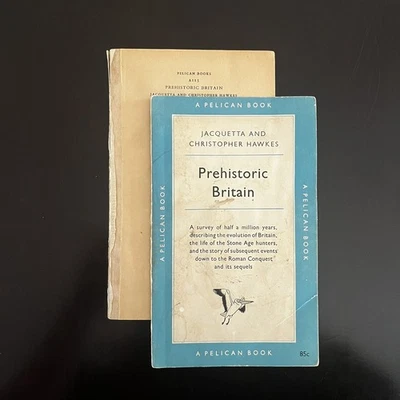 PELICAN BOOKS
A115
PREHISTORIC BRITAIN
JACQUETTA AND CHRISTOPHER HAWKES
A PELICAN BOOK
JACQUETTA AND
CHRISTOPHER HAWKES
Prehistoric
Britain
A survey of half a million years,
describing the evolution of Britain,
the life of the Stone Age hunters,
and the story of subsequent events
down to the Roman Conquest
and its sequels
A PELICAN BOOK
A PELICAN BOOK
A PELICAN BOOK
85c